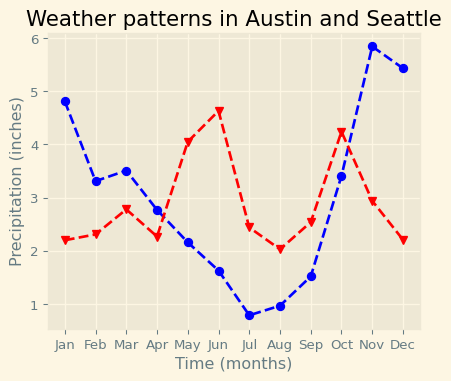 Weather patterns in Austin and Seattle
Precipitation (inches)
6
5
4
3
2
1
Jan Feb Mar Apr May Jun Jul Aug Sep Oct Nov Dec
Time (months)